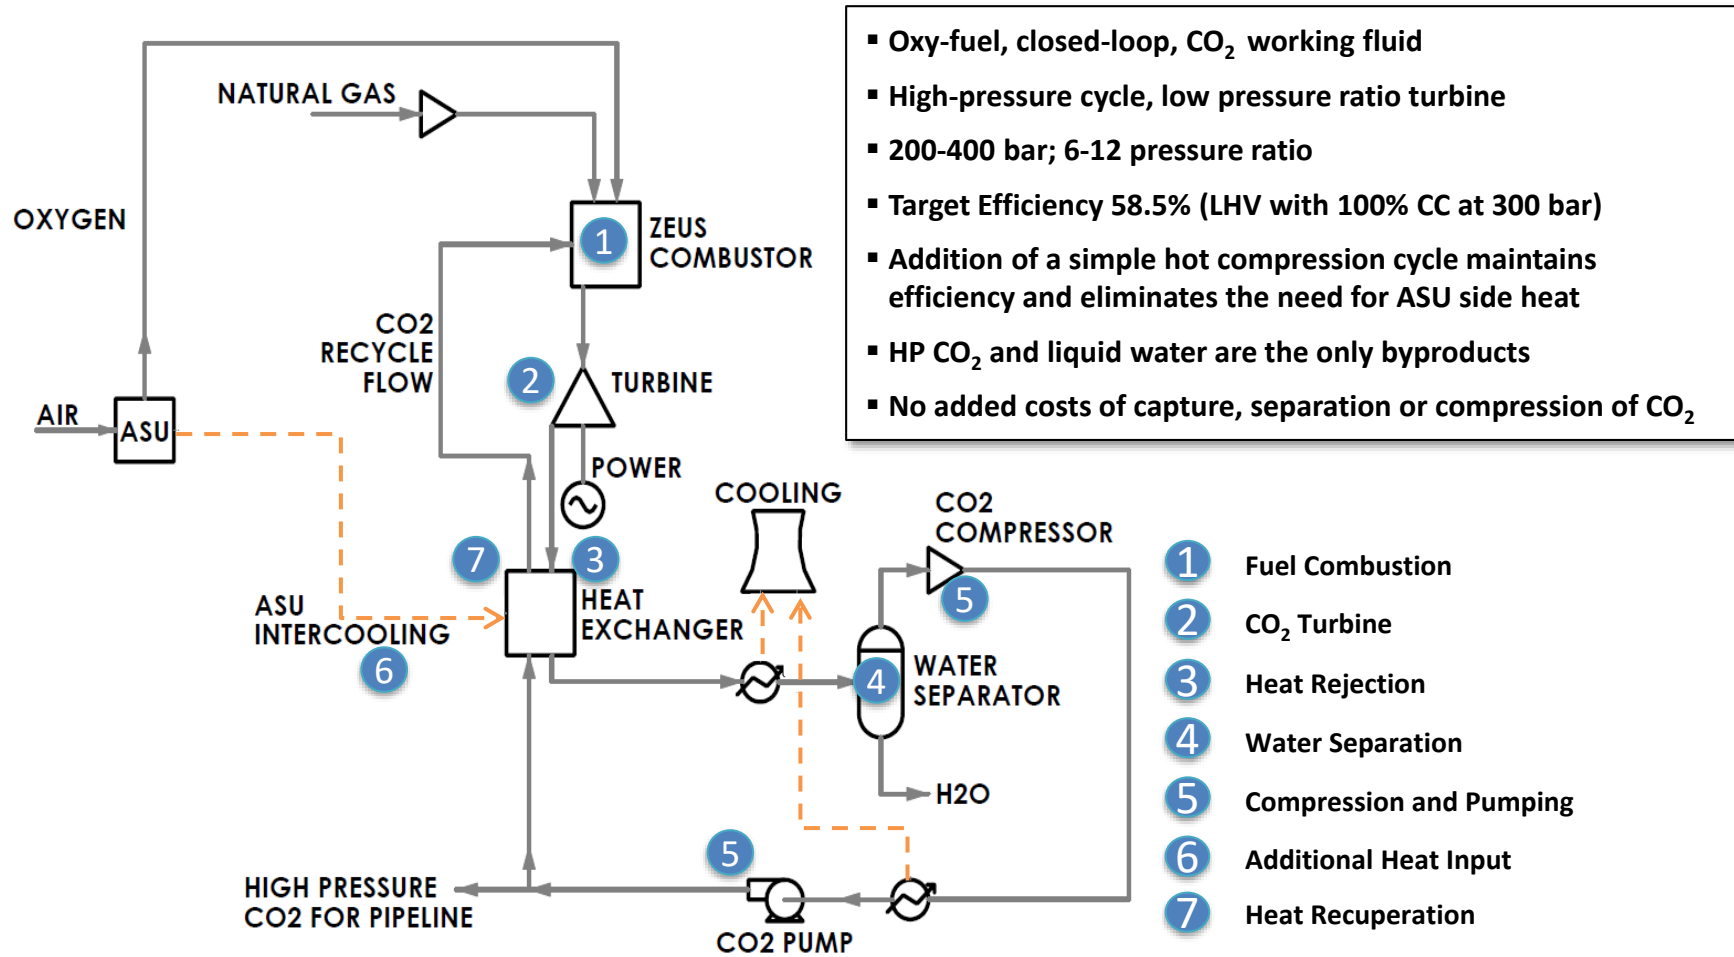 NATURAL GAS
OXYGEN
1
ZEUS
COMBUSTOR
CO2
RECYCLE
FLOW
2
TURBINE
AIR
ASU
POWER
COOLING
CO2
COMPRESSOR
7
3
5
ASU
INTERCOOLING
6
HEAT
EXCHANGER
4
WATER
SEPARATOR
H2O
5
HIGH PRESSURE
CO2 FOR PIPELINE
CO2 PUMP
▪ Oxy-fuel, closed-loop, CO₂ working fluid
▪ High-pressure cycle, low pressure ratio turbine
▪ 200-400 bar; 6-12 pressure ratio
▪ Target Efficiency 58.5% (LHV with 100% CC at 300 bar)
▪ Addition of a simple hot compression cycle maintains
efficiency and eliminates the need for ASU side heat
▪ HP CO₂ and liquid water are the only byproducts
▪ No added costs of capture, separation or compression of CO₂
1 Fuel Combustion
2 CO₂ Turbine
3 Heat Rejection
4 Water Separation
5 Compression and Pumping
6 Additional Heat Input
7 Heat Recuperation